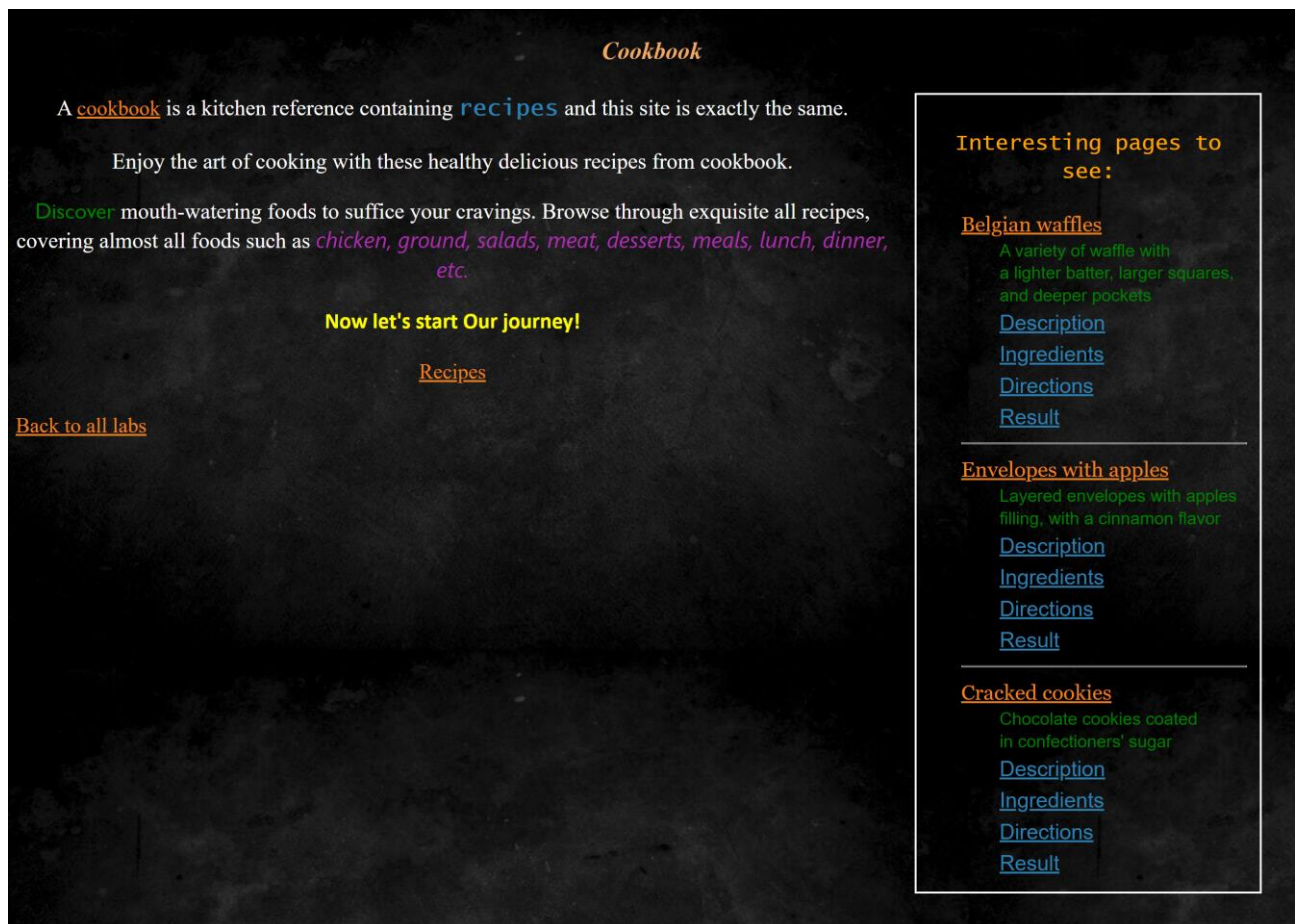 Cookbook
A cookbook is a kitchen reference containing recipes and this site is exactly the same.
Enjoy the art of cooking with these healthy delicious recipes from cookbook.
Discover mouth-watering foods to suffice your cravings. Browse through exquisite all recipes,
covering almost all foods such as chicken, ground, salads, meat, desserts, meals, lunch, dinner,
etc.
Now let's start Our journey!
Recipes
Back to all labs
Interesting pages to
see:
Belgian waffles
A variety of waffle with
a lighter batter, larger squares,
and deeper pockets
Description
Ingredients
Directions
Result
Envelopes with apples
Layered envelopes with apples
filling, with a cinnamon flavor
Description
Ingredients
Directions
Result
Cracked cookies
Chocolate cookies coated
in confectioners' sugar
Description
Ingredients
Directions
Result